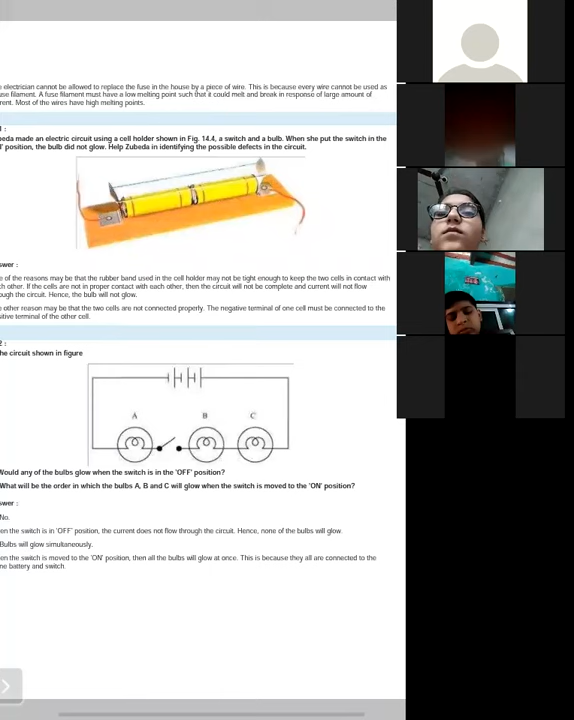 electrician cannot be allowed to replace the fuse in the house by a piece of wire. This is because every wire cannot be used as
use filament. A fuse filament must have a low melting point such that it could melt and break in response of large amount of
rent. Most of the wires have high melting points.
:
eda made an electric circuit using a cell holder shown in Fig. 14.4, a switch and a bulb. When she put the switch in the
' position, the bulb did not glow. Help Zubeda in identifying the possible defects in the circuit.
swer :
e of the reasons may be that the rubber band used in the cell holder may not be tight enough to keep the two cells in contact with
ch other. If the cells are not in proper contact with each other, then the circuit will not be complete and current will not flow
ough the circuit. Hence, the bulb will not glow.
e other reason may be that the two cells are not connected properly. The negative terminal of one cell must be connected to the
sitive terminal of the other cell.
2 :
he circuit shown in figure
A B C
Would any of the bulbs glow when the switch is in the 'OFF' position?
What will be the order in which the bulbs A, B and C will glow when the switch is moved to the 'ON' position?
swer :
No.
en the switch is in 'OFF' position, the current does not flow through the circuit. Hence, none of the bulbs will glow.
Bulbs will glow simultaneously.
en the switch is moved to the 'ON' position, then all the bulbs will glow at once. This is because they all are connected to the
me battery and switch.